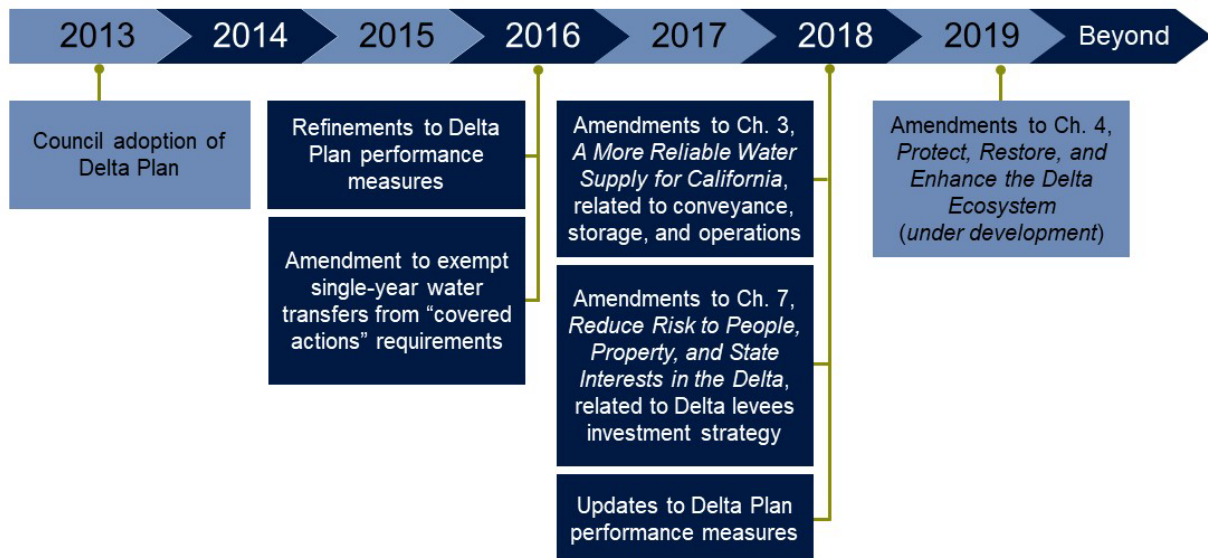 2013 2014 2015 2016 2017 2018 2019 Beyond
Council adoption of
Delta Plan
Refinements to Delta
Plan performance
measures
Amendment to exempt
single-year water
transfers from “covered
actions” requirements
Amendments to Ch. 3,
A More Reliable Water
Supply for California,
related to conveyance,
storage, and operations
Amendments to Ch. 7,
Reduce Risk to People,
Property, and State
Interests in the Delta,
related to Delta levees
investment strategy
Updates to Delta Plan
performance measures
Amendments to Ch. 4,
Protect, Restore, and
Enhance the Delta
Ecosystem
(under development)